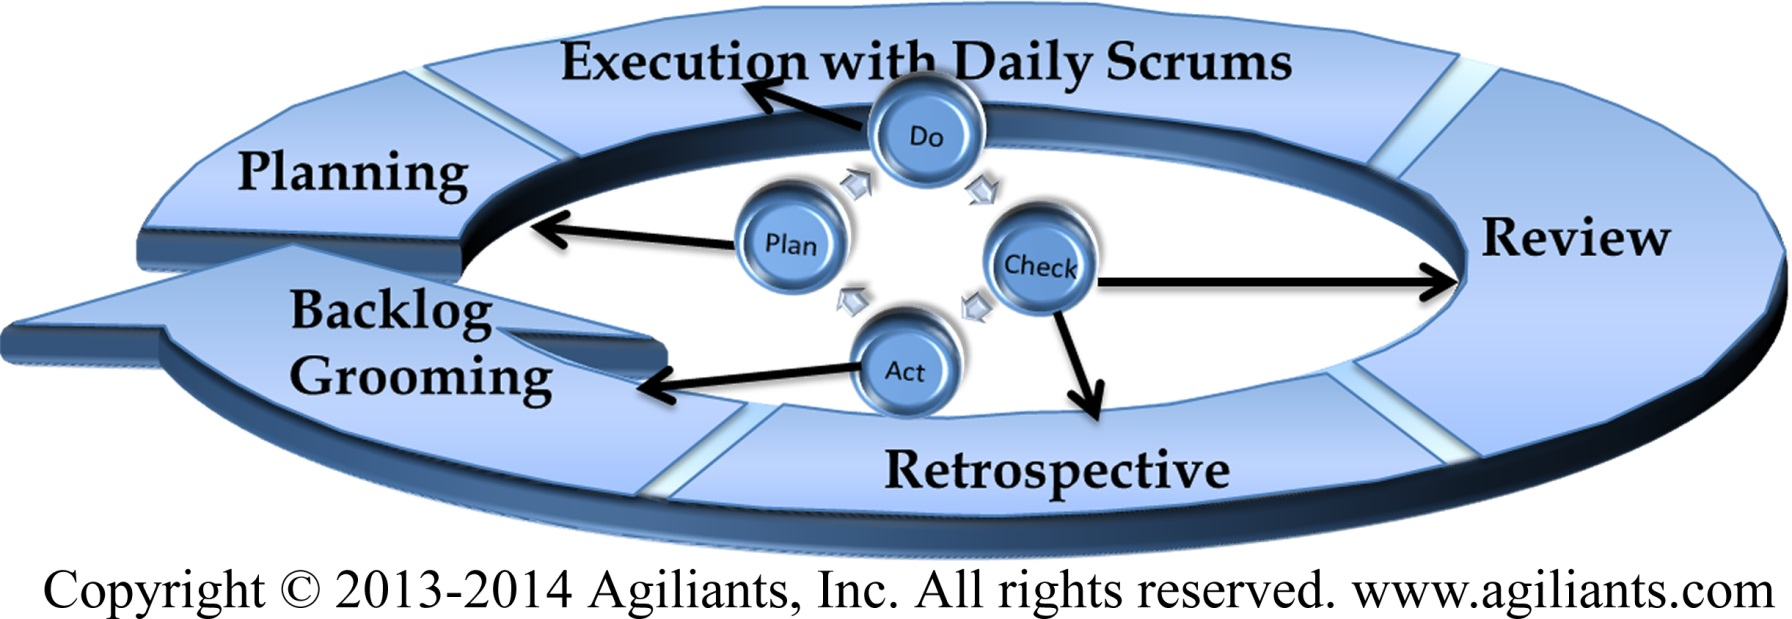 Execution with Daily Scrums
Do
Planning
Plan
Check
Review
Backlog
Grooming
Act
Retrospective
Copyright © 2013-2014 Agiliants, Inc. All rights reserved. www.agiliants.com